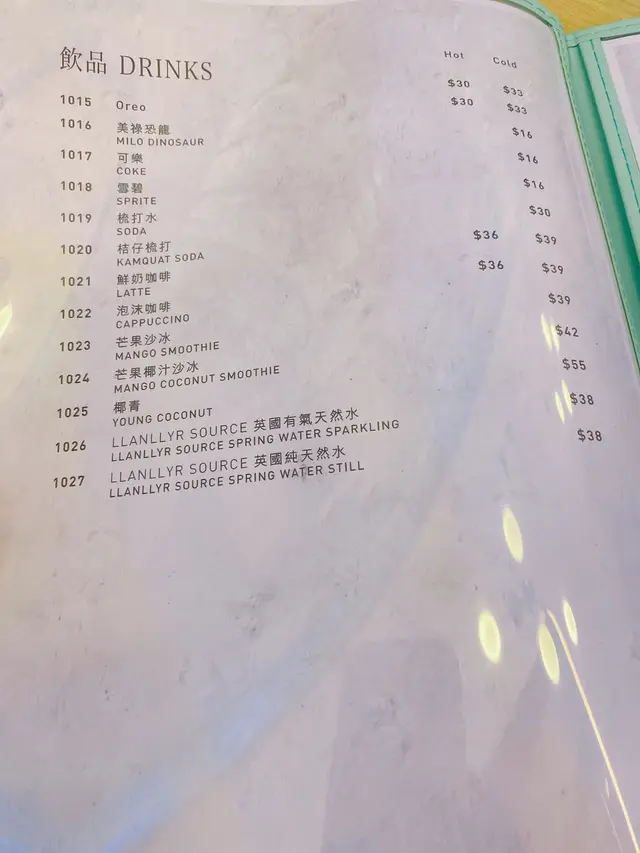 飲品 DRINKS
Hot Cold
1015 Oreo $30 $33
1016 美祿恐龍 $30 $33
MILO DINOSAUR
1017 可樂 $16
COKE
1018 雪碧 $16
SPRITE
1019 梳打水 $16
SODA
1020 桔仔梳打 $30
KAMQUAT SODA
1021 鮮奶咖啡 $36 $39
LATTE
1022 泡沫咖啡 $36 $39
CAPPUCCINO
1023 芒果沙冰 $39
MANGO SMOOTHIE
1024 芒果椰汁沙冰 $42
MANGO COCONUT SMOOTHIE
1025 椰青 $55
YOUNG COCONUT
1026 LLANLLYR SOURCE 英國有氣天然水 $38
LLANLLYR SOURCE SPRING WATER SPARKLING
1027 LLANLLYR SOURCE 英國純天然水 $38
LLANLLYR SOURCE SPRING WATER STILL